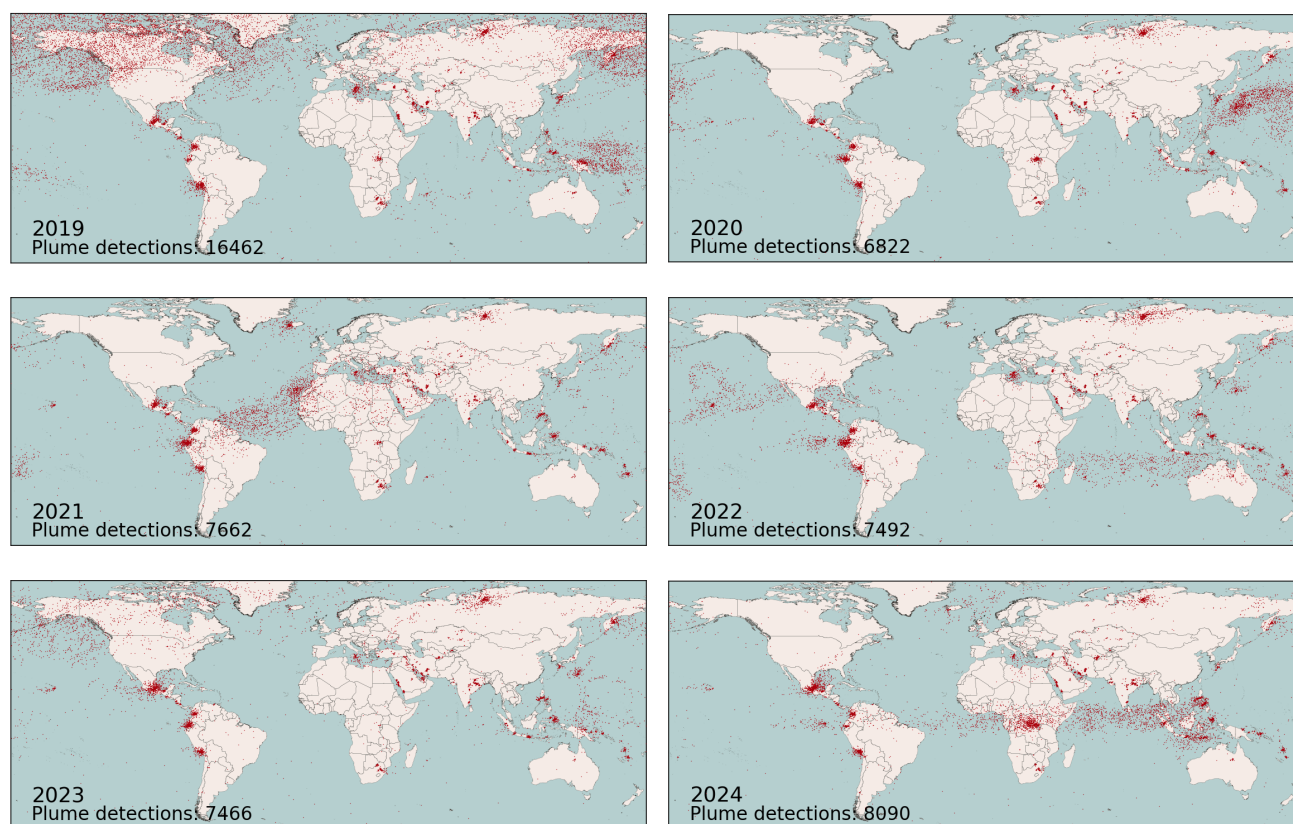 2019
Plume detections: 16462
2020
Plume detections: 6822
2021
Plume detections: 7662
2022
Plume detections: 7492
2023
Plume detections: 7466
2024
Plume detections: 8090